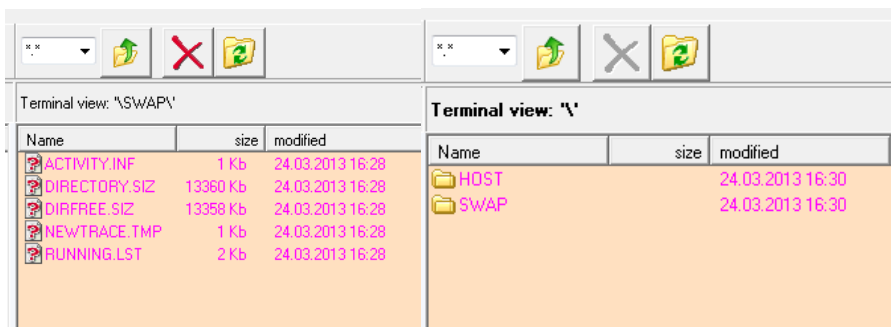 *.*
Terminal view: '\SWAP\'
Name size modified
ACTIVITY.INF 1 Kb 24.03.2013 16:28
DIRECTORY.SIZ 13360 Kb 24.03.2013 16:28
DIRFREE.SIZ 13358 Kb 24.03.2013 16:28
NEWTRACE.TMP 1 Kb 24.03.2013 16:28
RUNNING.LST 2 Kb 24.03.2013 16:28
*.*
Terminal view: '\'
Name size modified
HOST 24.03.2013 16:30
SWAP 24.03.2013 16:30